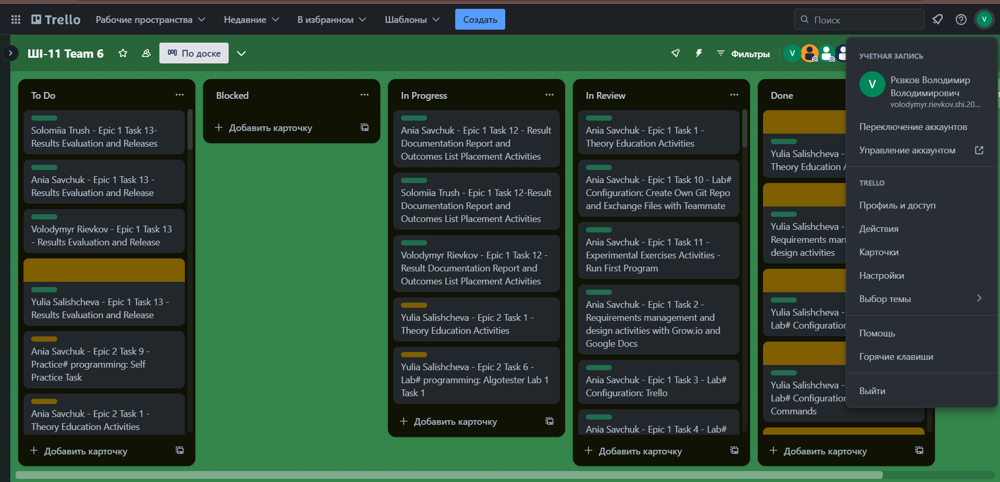 Trello
Рабочие пространства
Недавние
В избранном
Шаблоны
Создать
Поиск
V
ШІ-11 Team 6
По доске
Фильтры
V
To Do
Solomiia Trush - Epic 1 Task 13-
Results Evaluation and Releases
Ania Savchuk - Epic 1 Task 13 -
Results Evaluation and Release
Volodymyr Rievkov - Epic 1 Task 13
- Results Evaluation and Release
Yulia Salishcheva - Epic 1 Task 13 -
Results Evaluation and Release
Ania Savchuk - Epic 2 Task 9 -
Practice# programming: Self
Practice Task
Ania Savchuk - Epic 2 Task 1 -
Theory Education Activities
Добавить карточку
Blocked
Добавить карточку
In Progress
Ania Savchuk - Epic 1 Task 12 - Result
Documentation Report and
Outcomes List Placement Activities
Solomiia Trush - Epic 1 Task 12-Result
Documentation Report and
Outcomes List Placement Activities
Volodymyr Rievkov - Epic 1 Task 12 -
Result Documentation Report and
Outcomes List Placement Activities
Yulia Salishcheva - Epic 2 Task 1 -
Theory Education Activities
Yulia Salishcheva - Epic 2 Task 6 -
Lab# programming: Algotester Lab 1
Task 1
Добавить карточку
In Review
Ania Savchuk - Epic 1 Task 1 -
Theory Education Activities
Ania Savchuk - Epic 1 Task 10 - Lab#
Configuration: Create Own Git Repo
and Exchange Files with Teammate
Ania Savchuk - Epic 1 Task 11 -
Experimental Exercises Activities -
Run First Program
Ania Savchuk - Epic 1 Task 2 -
Requirements management and
design activities with Grow.io and
Google Docs
Ania Savchuk - Epic 1 Task 3 - Lab#
Configuration: Trello
Ania Savchuk - Epic 1 Task 4 - Lab#
Добавить карточку
Done
Yulia Salishcheva -
Theory Education
Yulia Salishcheva -
Requirements man
design activities
Yulia Salishcheva -
Lab# Configuration
Yulia Salishcheva -
Lab# Configuration
Commands
Добавить карточку
УЧЕТНАЯ ЗАПИСЬ
V
Рєвков Володимир
Володимирович
volodymyr.rievkov.shi.20...
Переключение аккаунтов
Управление аккаунтом
TRELLO
Профиль и доступ
Действия
Карточки
Настройки
Выбор темы
Помощь
Горячие клавиши
Выйти